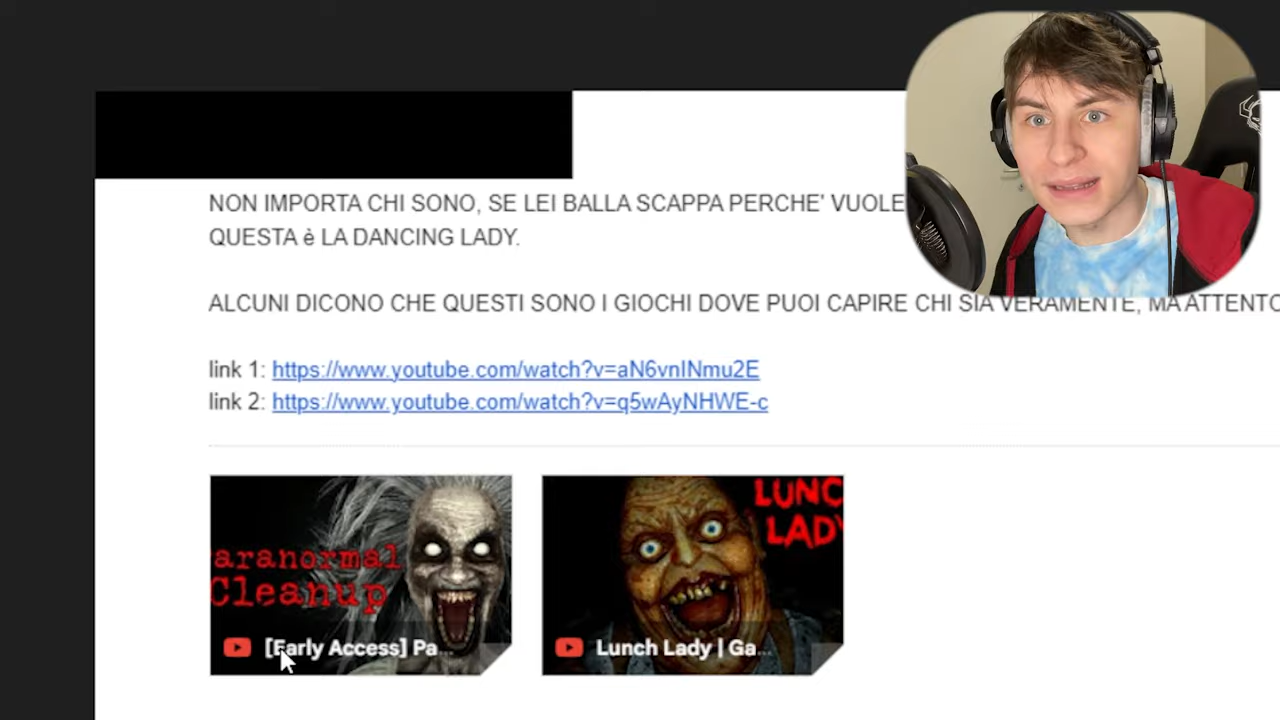 NON IMPORTA CHI SONO, SE LEI BALLA SCAPPA PERCHE' VUOLE
QUESTA è LA DANCING LADY.
ALCUNI DICONO CHE QUESTI SONO I GIOCHI DOVE PUOI CAPIRE CHI SIA VERAMENTE, MA ATTENTO
link 1: https://www.youtube.com/watch?v=aN6vnINmu2E
link 2: https://www.youtube.com/watch?v=q5wAyNHWE-c
aranormal
Cleanup
[Early Access] Pa...
LUNC
LADY
Lunch Lady | Ga...